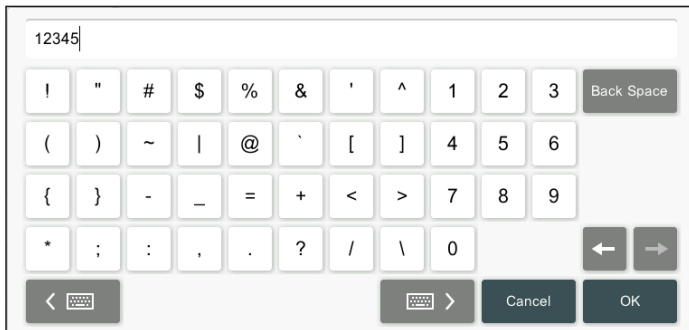 12345
! " # $ % & ' ^ 1 2 3 Back Space
( ) ~ | @ ` [ ] 4 5 6
{ } - _ = + < > 7 8 9
* ; : , . ? / \ 0 ← →
< > Cancel OK